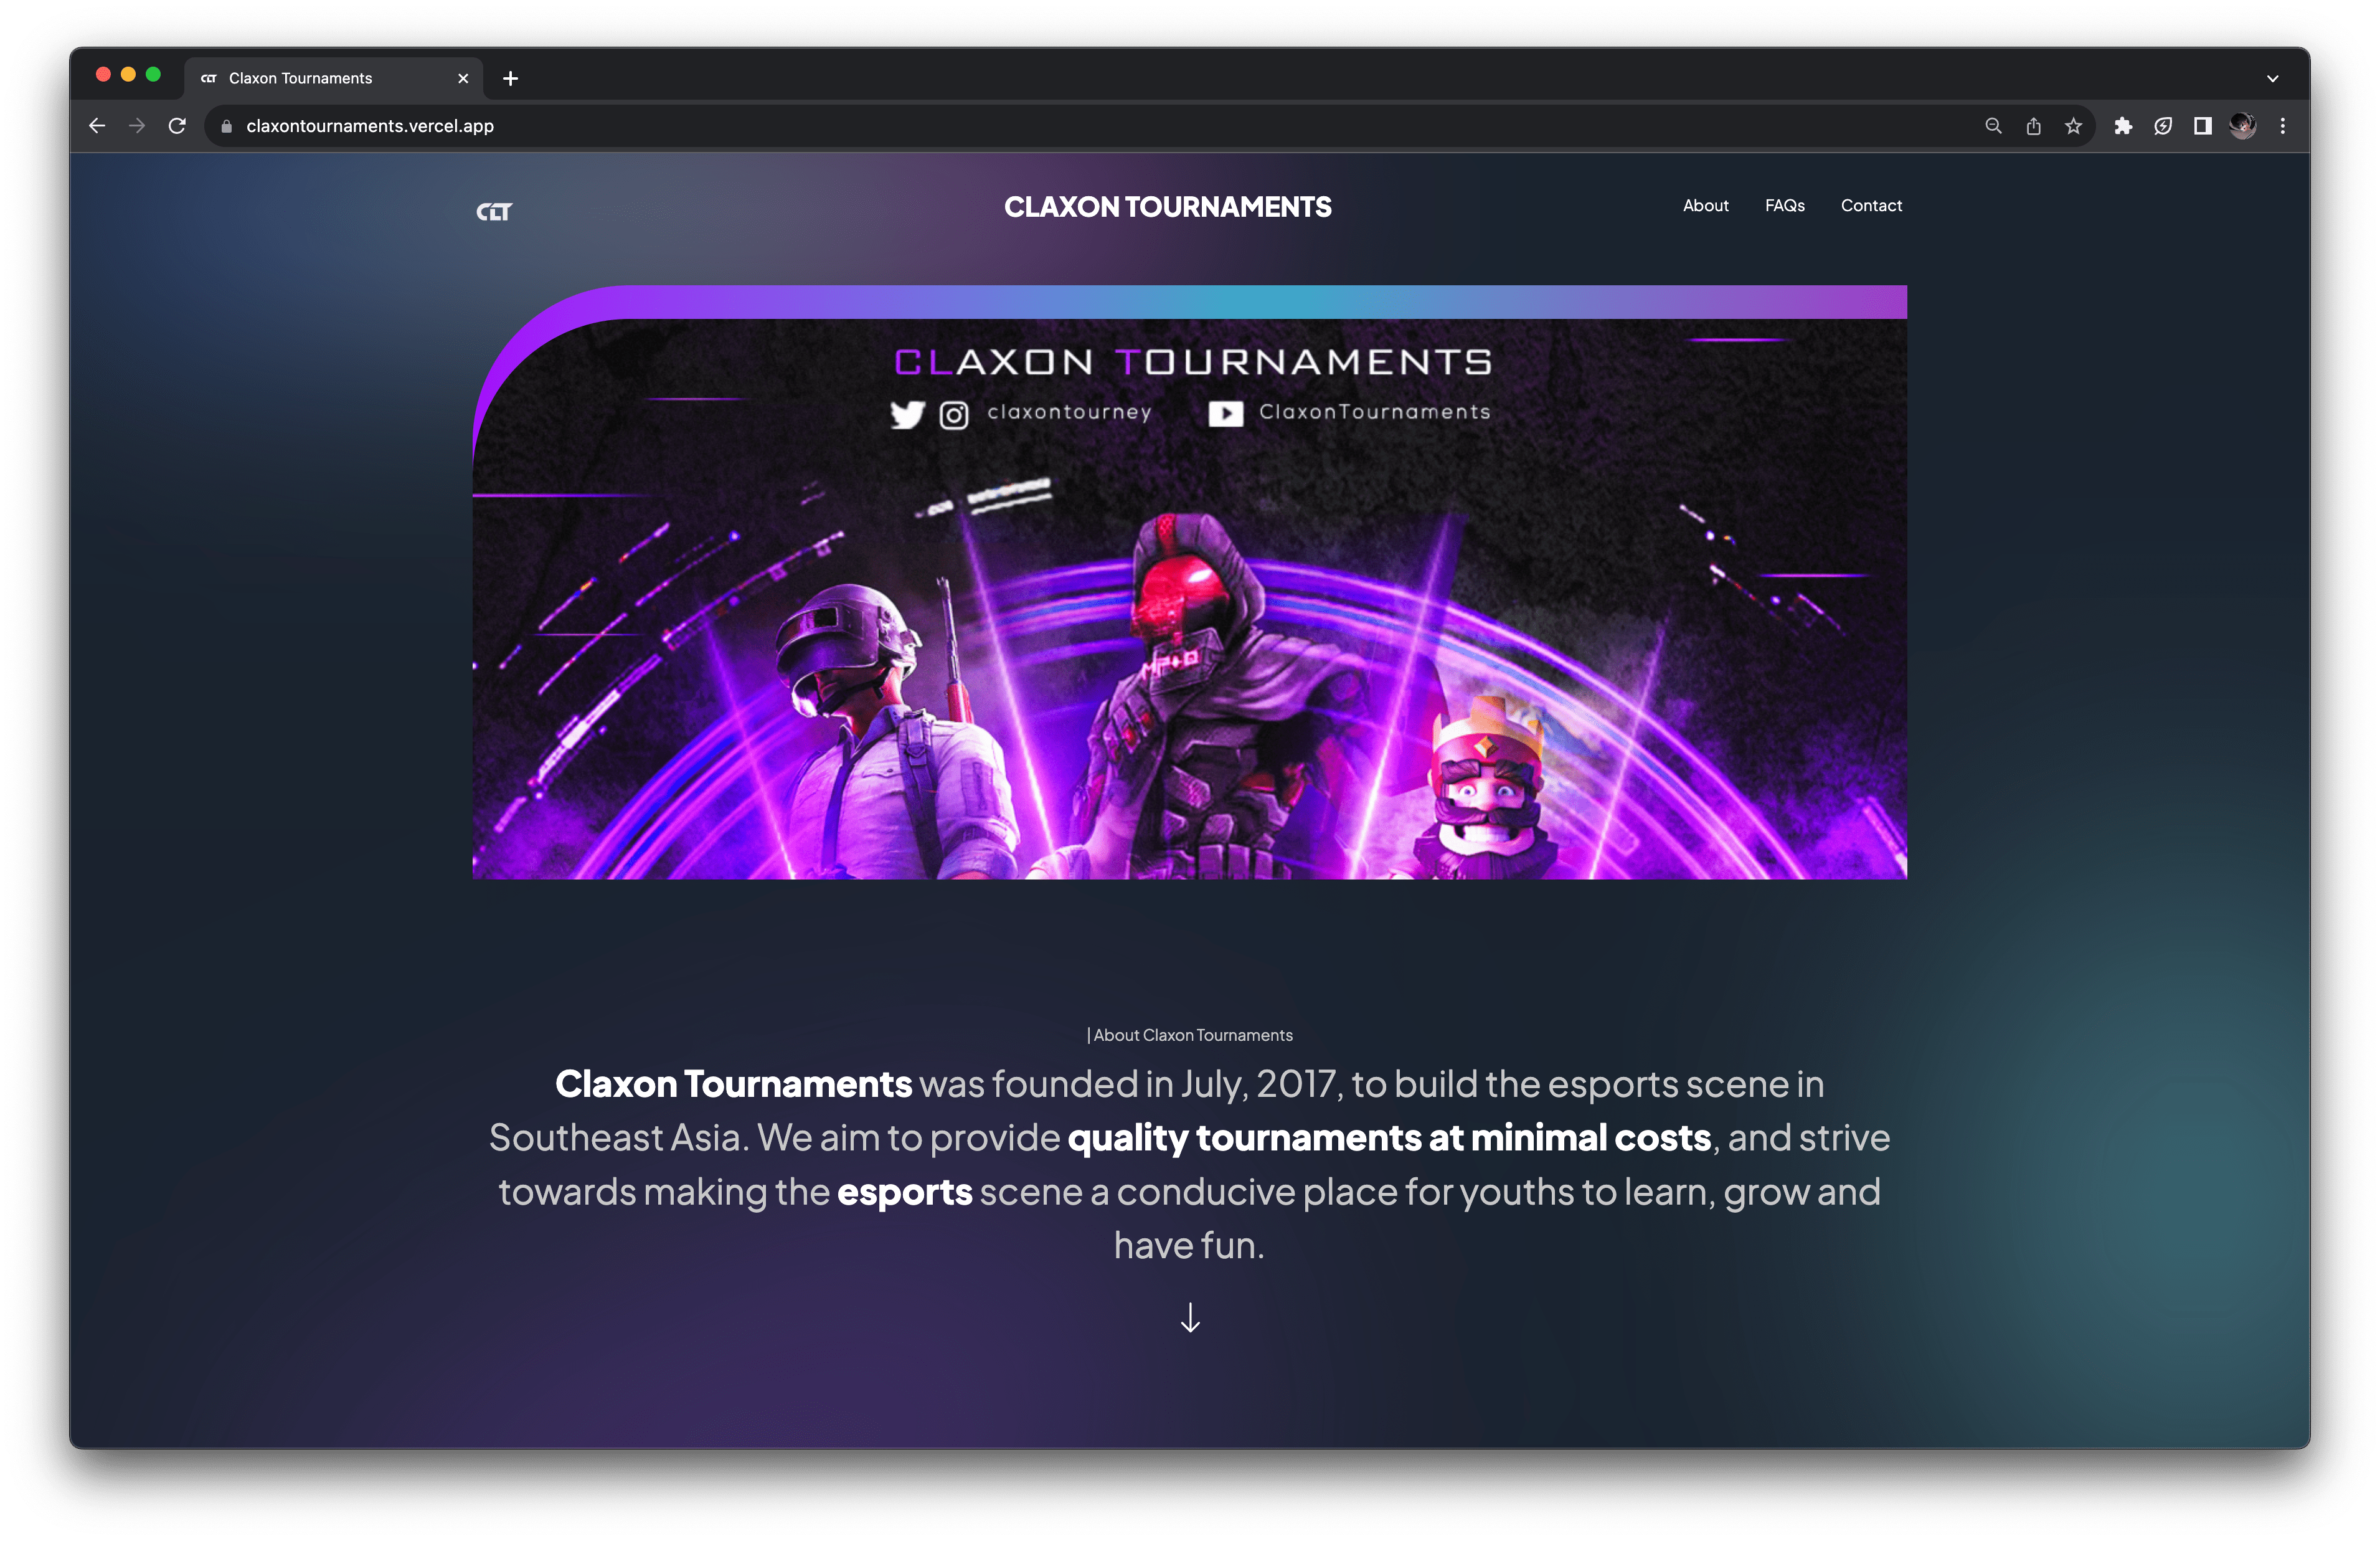 CLT Claxon Tournaments
claxontournaments.vercel.app
CLT
CLAXON TOURNAMENTS
About FAQs Contact
CLAXON TOURNAMENTS
claxontourney ClaxonTournaments
| About Claxon Tournaments
Claxon Tournaments was founded in July, 2017, to build the esports scene in
Southeast Asia. We aim to provide quality tournaments at minimal costs, and strive
towards making the esports scene a conducive place for youths to learn, grow and
have fun.